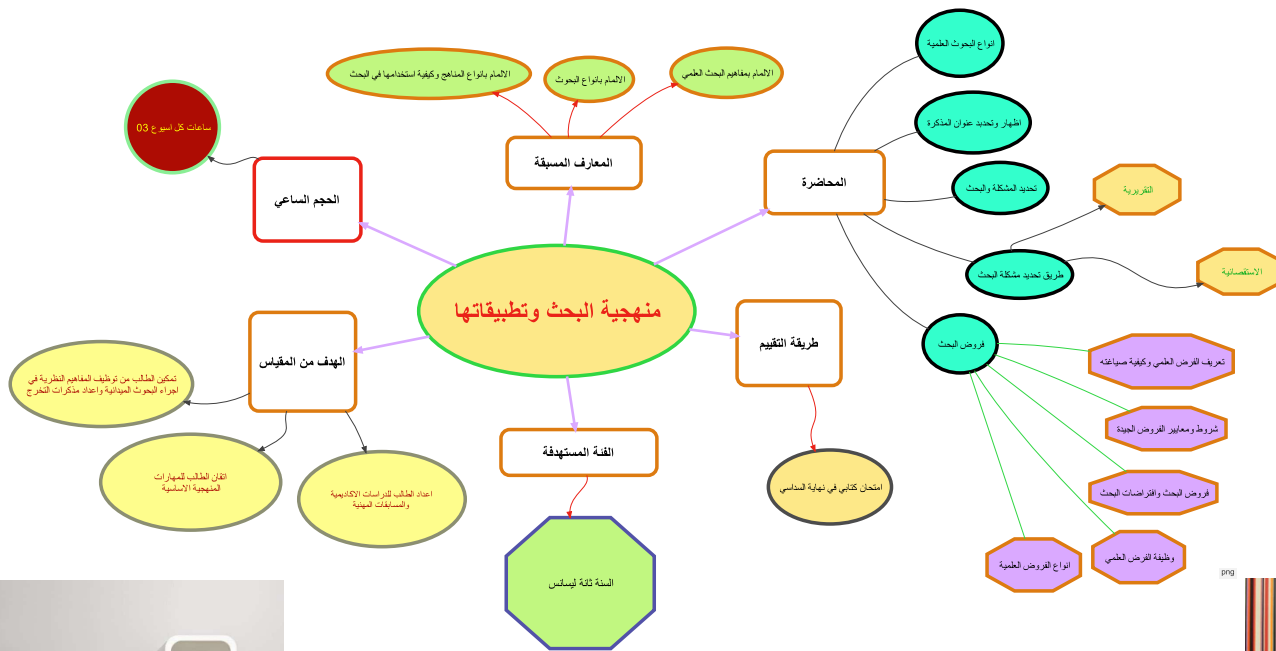 منهجية البحث وتطبيقاتها
المحاضرة
انواع البحوث العلمية
اظهار وتحديد عنوان المذكرة
تحديد المشكلة والبحث
طريق تحديد مشكلة البحث
التقريرية
الاستقصائية
فروض البحث
تعريف الفرض العلمي وكيفية صياغته
شروط ومعايير الفروض الجيدة
فروض البحث وافتراضات البحث
وظيفة الفرض العلمي
انواع الفروض العلمية
المعارف المسبقة
الالمام بمفاهيم البحث العلمي
الالمام بانواع البحوث
الالمام بانواع المناهج وكيفية استخدامها في البحث
الحجم الساعي
ساعات كل اسبوع 03
الهدف من المقياس
تمكين الطالب من توظيف المفاهيم النظرية في
اجراء البحوث الميدانية واعداد مذكرات التخرج
اتقان الطالب للمهارات
المنهجية الاساسية
اعداد الطالب للدراسات الاكاديمية
والمسابقات المهنية
الفئة المستهدفة
السنة ثانة ليسانس
طريقة التقييم
امتحان كتابي في نهاية السداسي
png